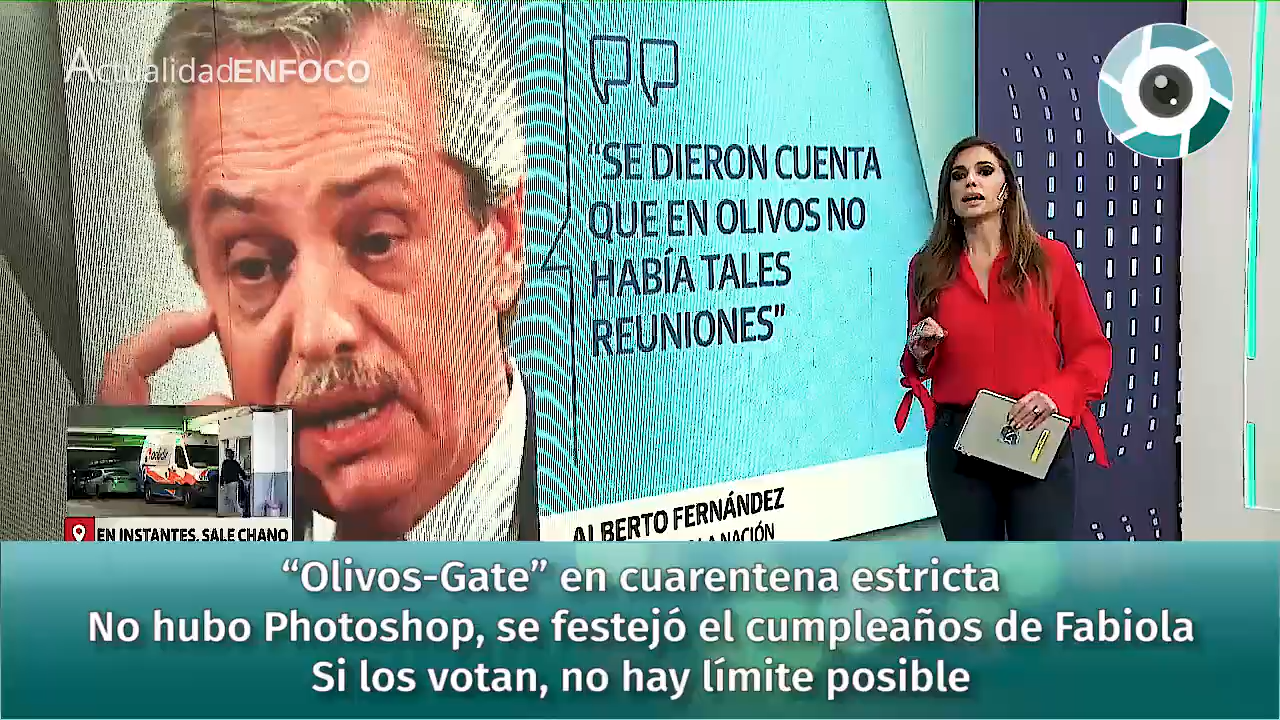 ActualidadENFOCO
“SE DIERON CUENTA
QUE EN OLIVOS NO
HABÍA TALES
REUNIONES”
ALBERTO FERNÁNDEZ
LA NACIÓN
EN INSTANTES, SALE CHANO
“Olivos-Gate” en cuarentena estricta
No hubo Photoshop, se festejó el cumpleaños de Fabiola
Si los votan, no hay límite posible